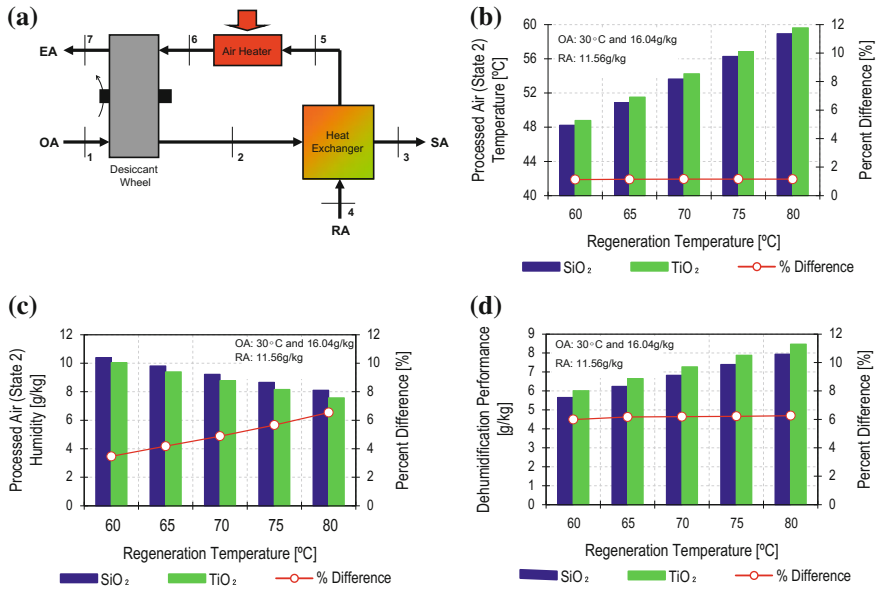 (a)
3
7
6
5
EA
Air Heater
OA
1
2
Heat
Exchanger
3
SA
Desiccant
Wheel
4
RA
(b)
Processed Air (State 2)
Temperature [ºC]
60
56
52
48
44
40
OA: 30°C and 16.04g/kg
RA: 11.56g/kg
12
10
8
6
4
2
0
Percent Difference [%]
60 65 70 75 80
Regeneration Temperature [ºC]
SiO₂ TiO₂ % Difference
(c)
Processed Air (State 2)
Humidity [g/kg]
12
10
8
6
4
2
0
OA: 30°C and 16.04g/kg
RA: 11.56g/kg
12
10
8
6
4
2
0
Percent Difference [%]
60 65 70 75 80
Regeneration Temperature [ºC]
SiO₂ TiO₂ % Difference
(d)
Dehumidification Performance
[g/kg]
9
8
7
6
5
4
3
2
1
0
OA: 30°C and 16.04g/kg
RA: 11.56g/kg
12
10
8
6
4
2
0
Percent Difference [%]
60 65 70 75 80
Regeneration Temperature [ºC]
SiO₂ TiO₂ % Difference